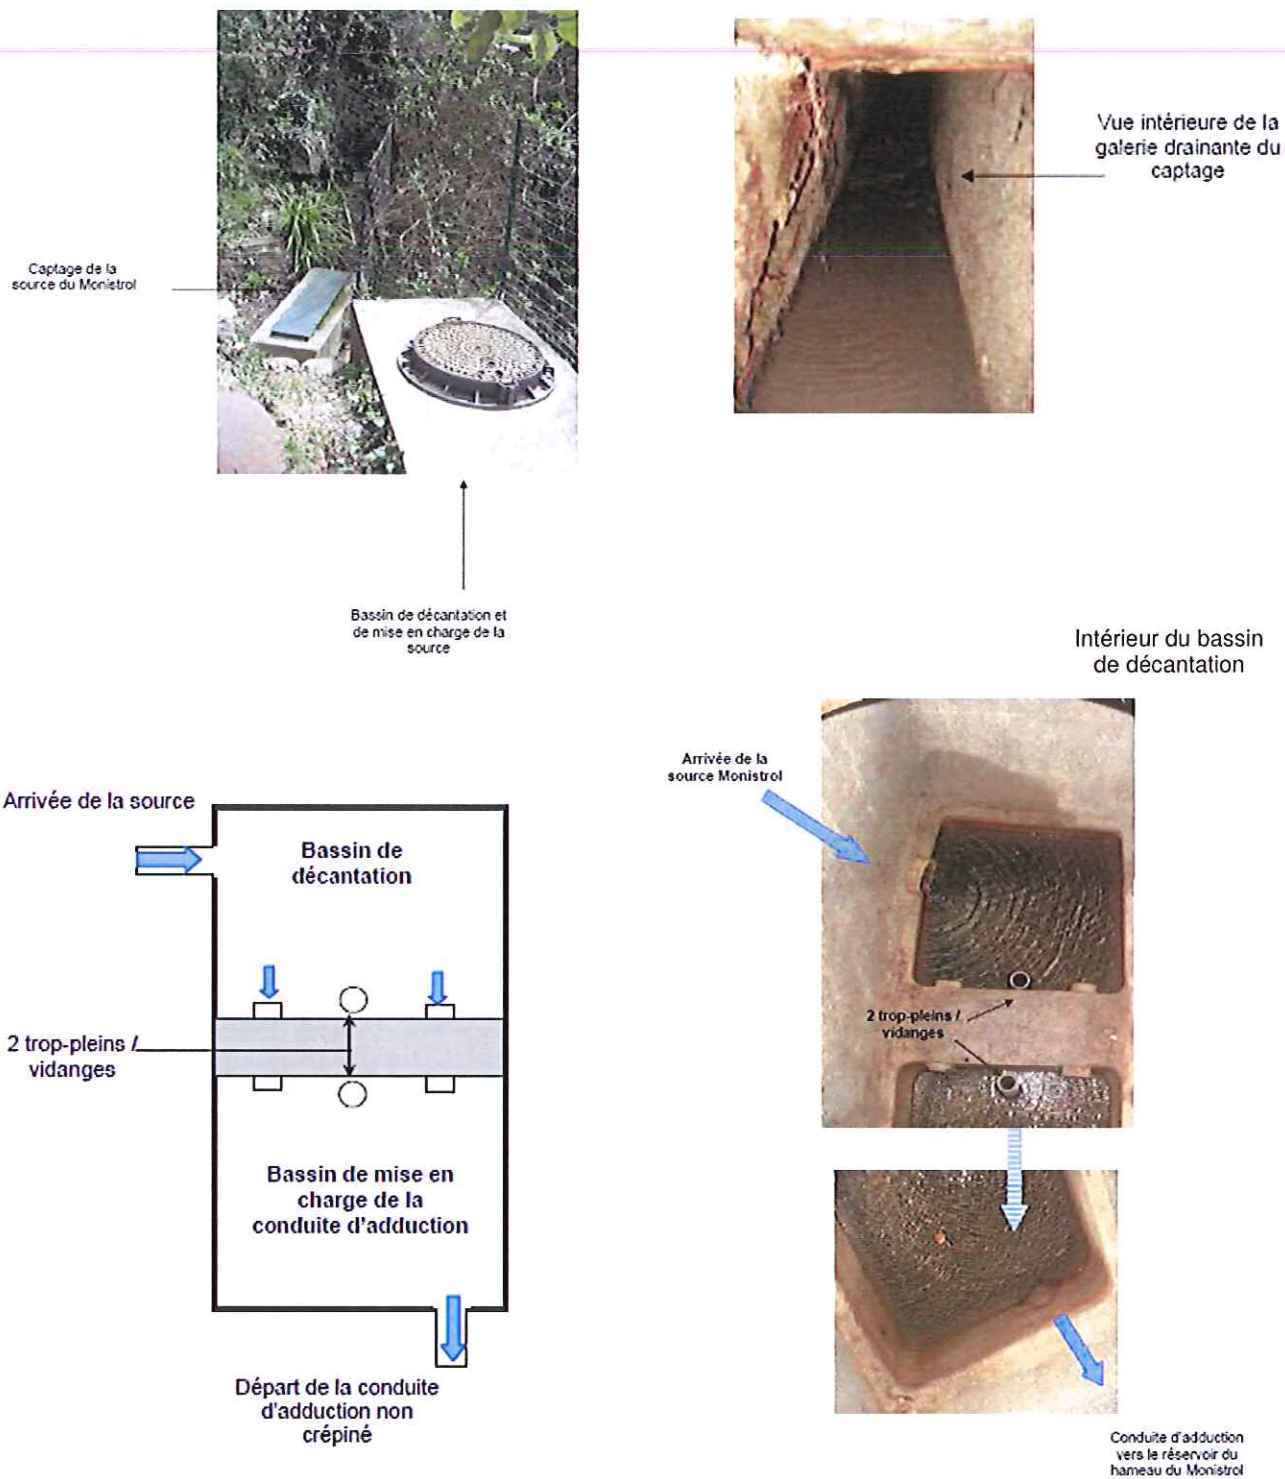 Vue intérieure de la
galerie drainante du
captage
Captage de la
source du Monistrol
Bassin de décantation et
de mise en charge de la
source
Intérieur du bassin
de décantation
Arrivée de la
source Monistrol
2 trop-pleins /
vidanges
Conduite d'adduction
vers le réservoir du
hameau du Monistrol
Arrivée de la source
Bassin de
décantation
2 trop-pleins /
vidanges
Bassin de mise en
charge de la
conduite d'adduction
Départ de la conduite
d'adduction non
crépiné